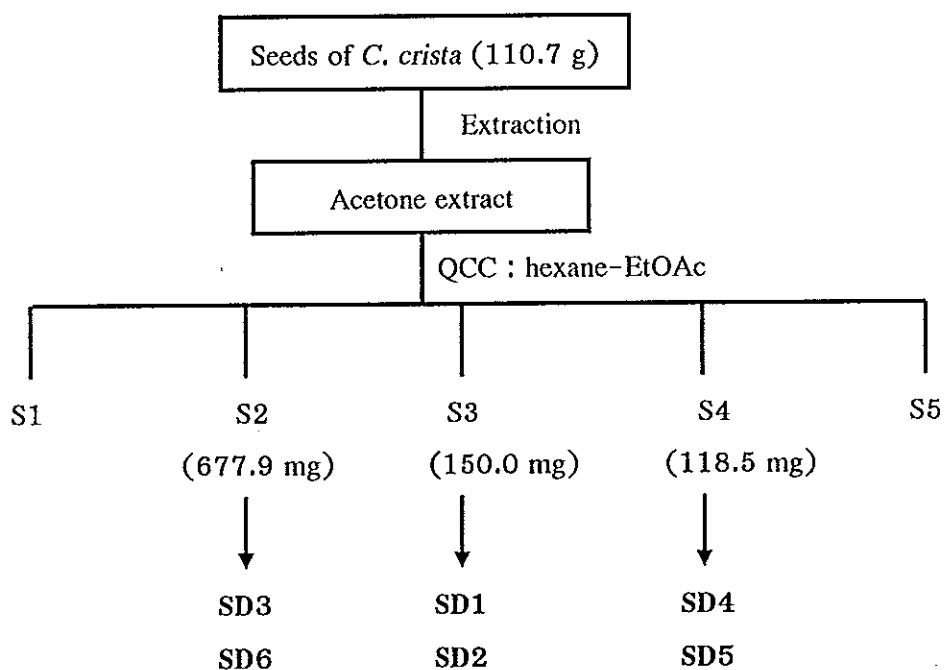 Seeds of C. crista (110.7 g)
Extraction
Acetone extract
QCC : hexane-EtOAc
S1 S2 S3 S4 S5
(677.9 mg) (150.0 mg) (118.5 mg)
SD3 SD1 SD4
SD6 SD2 SD5